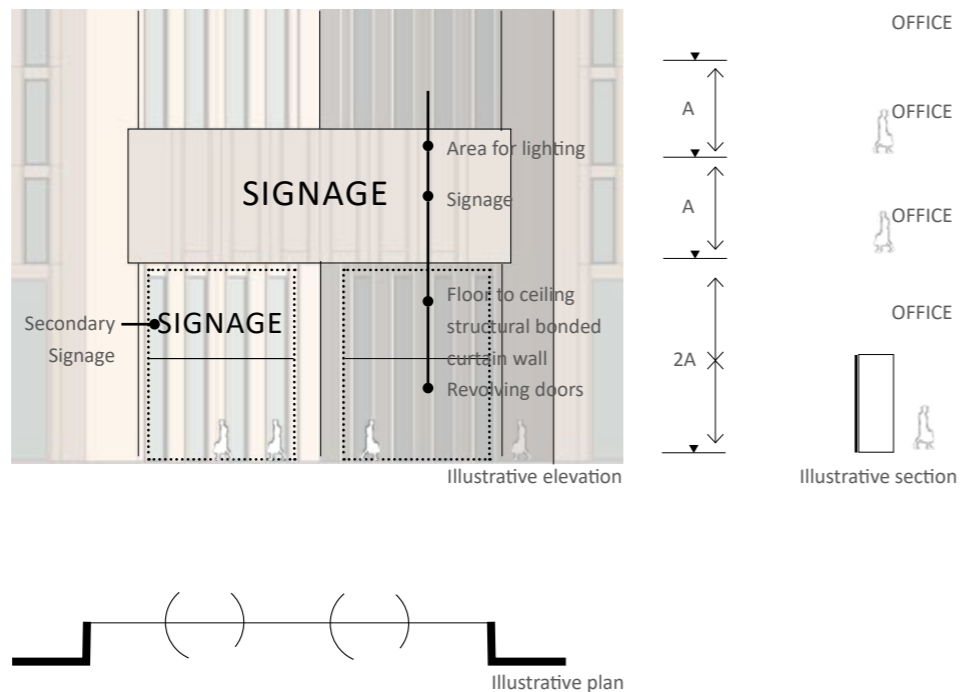 OFFICE
A
OFFICE
Area for lighting
SIGNAGE
Signage
A
OFFICE
Floor to ceiling
structural bonded
curtain wall
Secondary
Signage
SIGNAGE
Revolving doors
2A
OFFICE
Illustrative elevation
Illustrative section
Illustrative plan